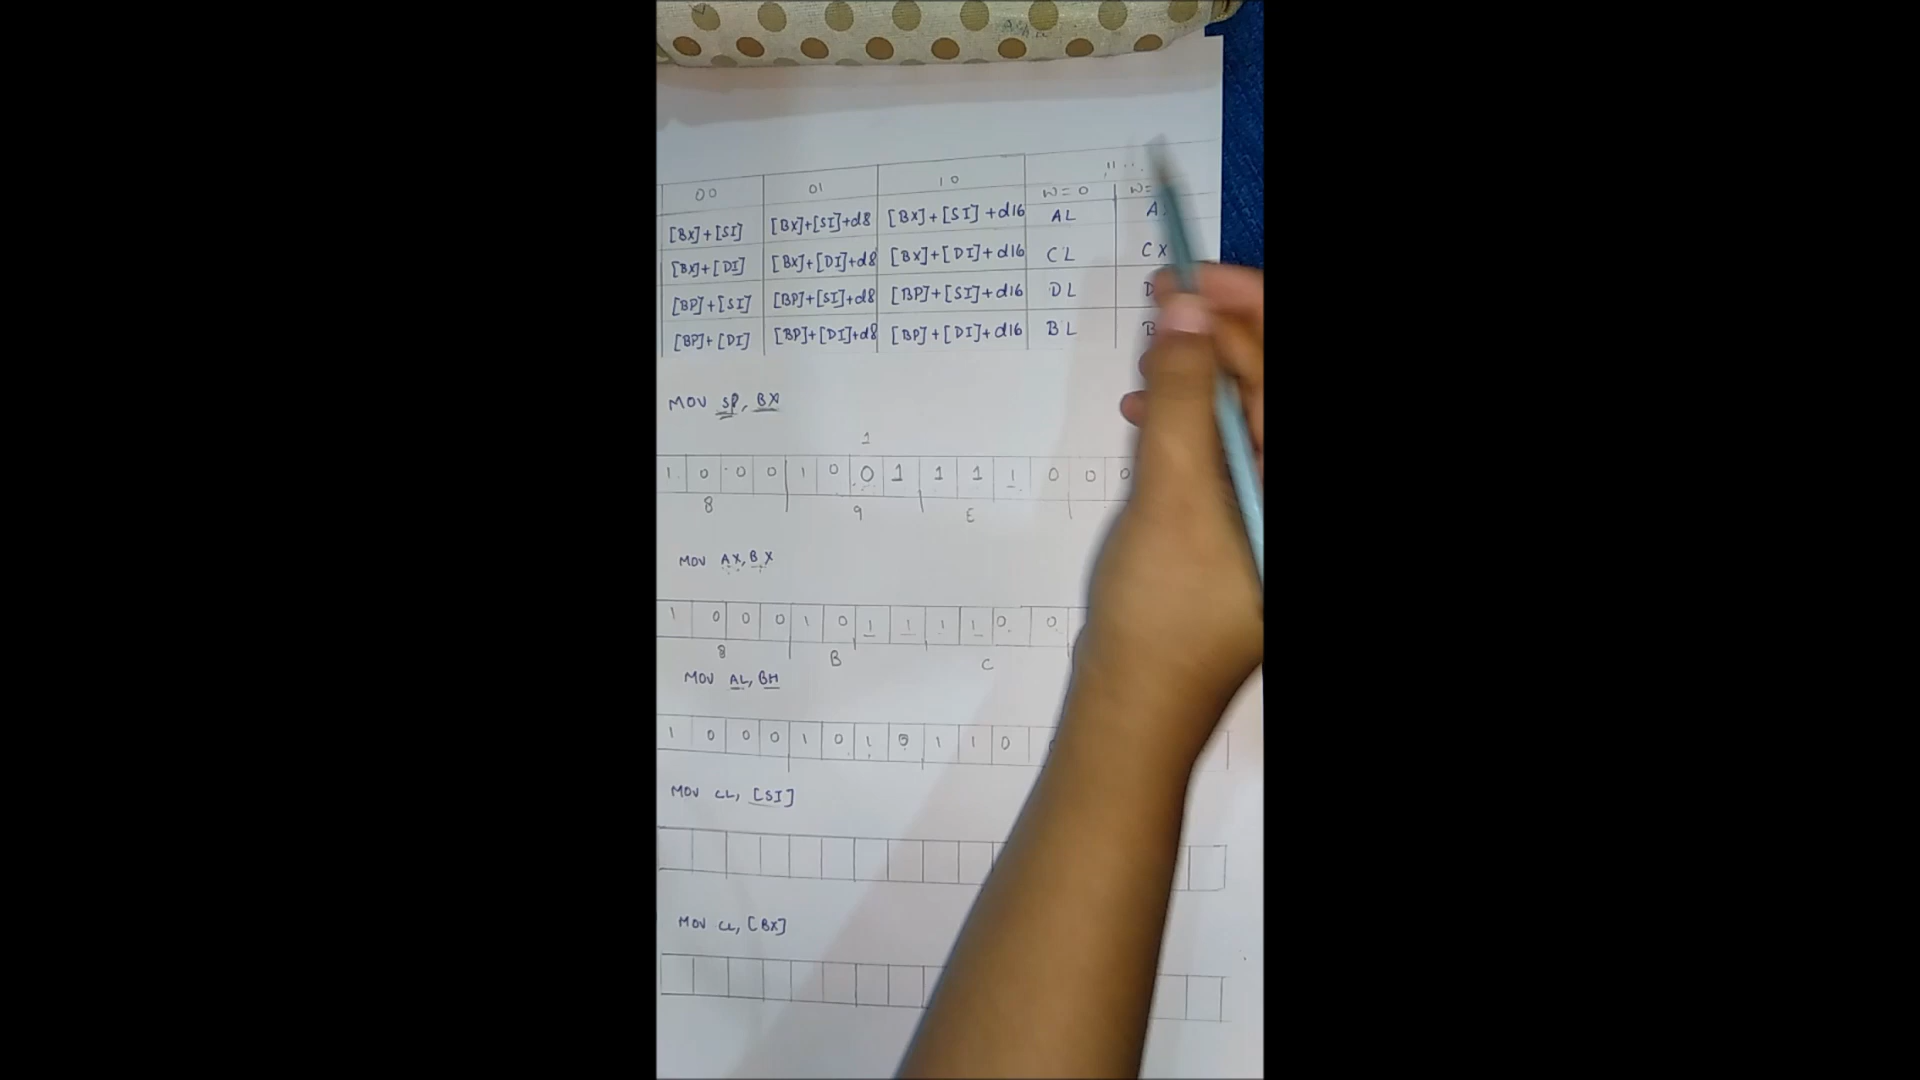 00 01 10 11
W=0 W=
[BX]+[SI] [BX]+[SI]+d8 [BX]+[SI]+d16 AL A
[BX]+[DI] [BX]+[DI]+d8 [BX]+[DI]+d16 CL CX
[BP]+[SI] [BP]+[SI]+d8 [BP]+[SI]+d16 DL D
[BP]+[DI] [BP]+[DI]+d8 [BP]+[DI]+d16 BL B
MOV SP, BX
1
1 0 0 0 1 0 0 1 1 1 1 0 0 0
8 9 E
MOV AX, BX
1 0 0 0 1 0 1 1 1 1 0 0
8 B C
MOV AL, BH
1 0 0 0 1 0 1 0 1 1 0
MOV CL, [SI]
MOV CL, [BX]